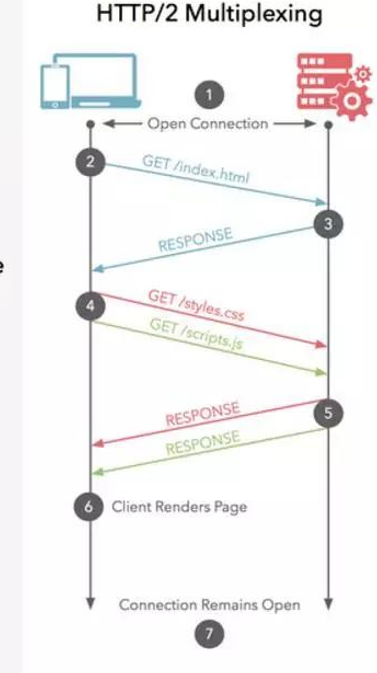 HTTP/2 Multiplexing
1
Open Connection
2
GET /index.html
3
RESPONSE
e
4
GET /styles.css
GET /scripts.js
5
RESPONSE
RESPONSE
6 Client Renders Page
Connection Remains Open
7